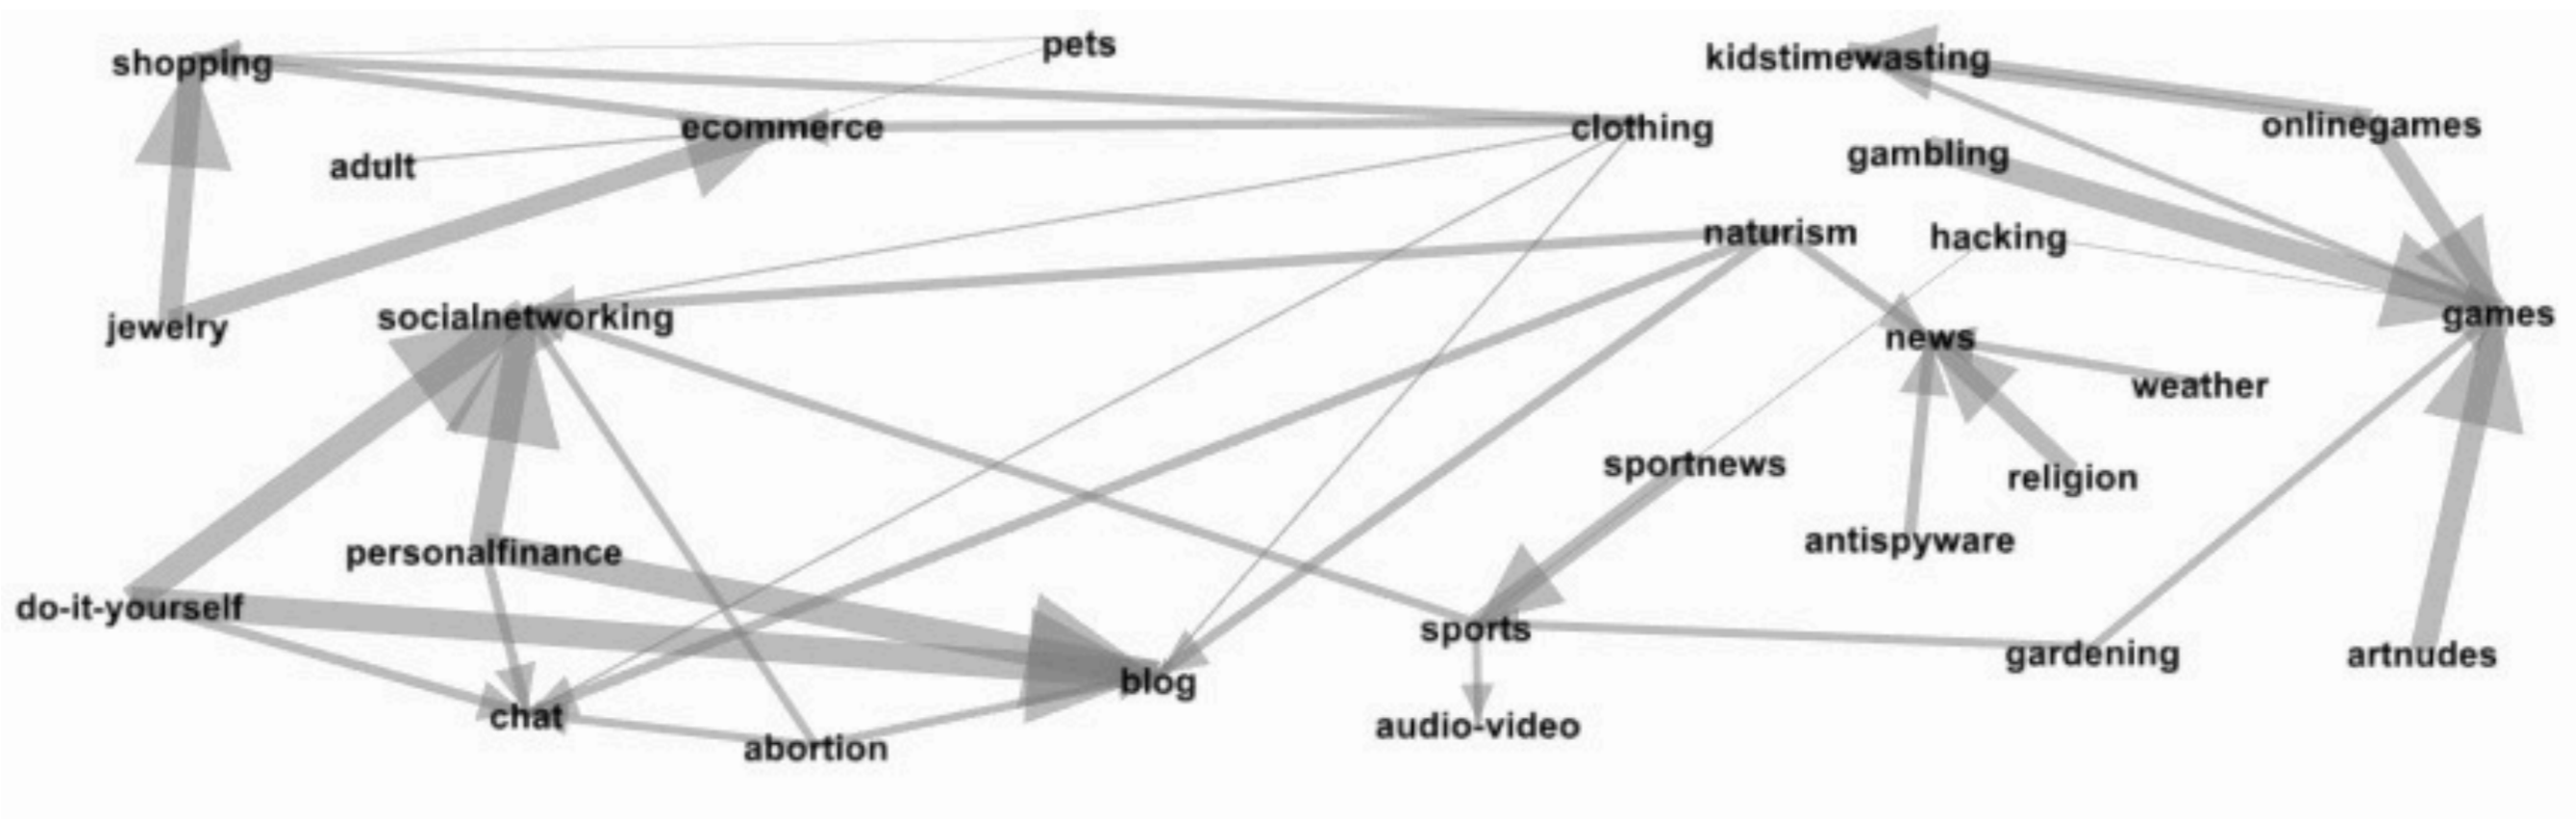 pets
shopping
kidstimewasting
ecommerce
clothing
onlinegames
adult
gambling
naturism
hacking
jewelry
socialnetworking
games
news
weather
sportnews
religion
personalfinance
antispyware
do-it-yourself
sports
gardening
artnudes
blog
chat
audio-video
abortion